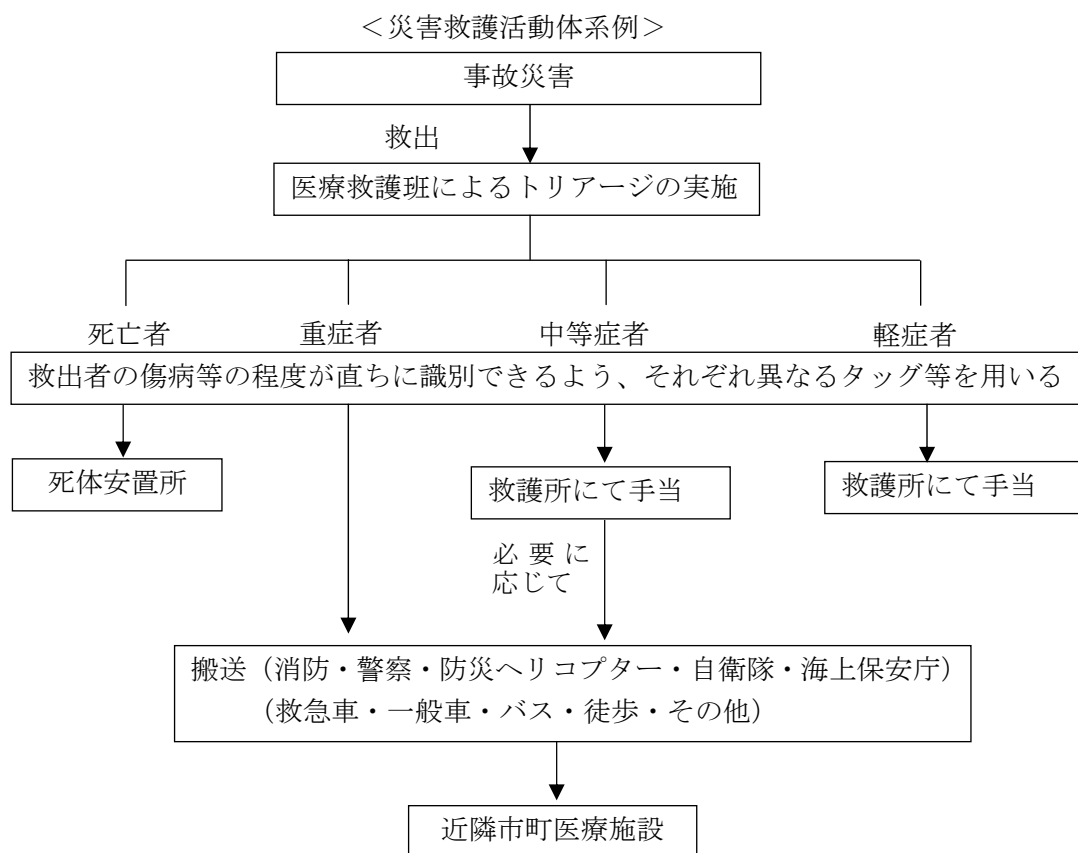 ＜災害救護活動体系例＞
事故災害
救出
医療救護班によるトリアージの実施
死亡者　重症者　中等症者　軽症者
救出者の傷病等の程度が直ちに識別できるよう、それぞれ異なるタッグ等を用いる
死体安置所　救護所にて手当　救護所にて手当
必要に
応じて
搬送（消防・警察・防災ヘリコプター・自衛隊・海上保安庁）
（救急車・一般車・バス・徒歩・その他）
近隣市町医療施設